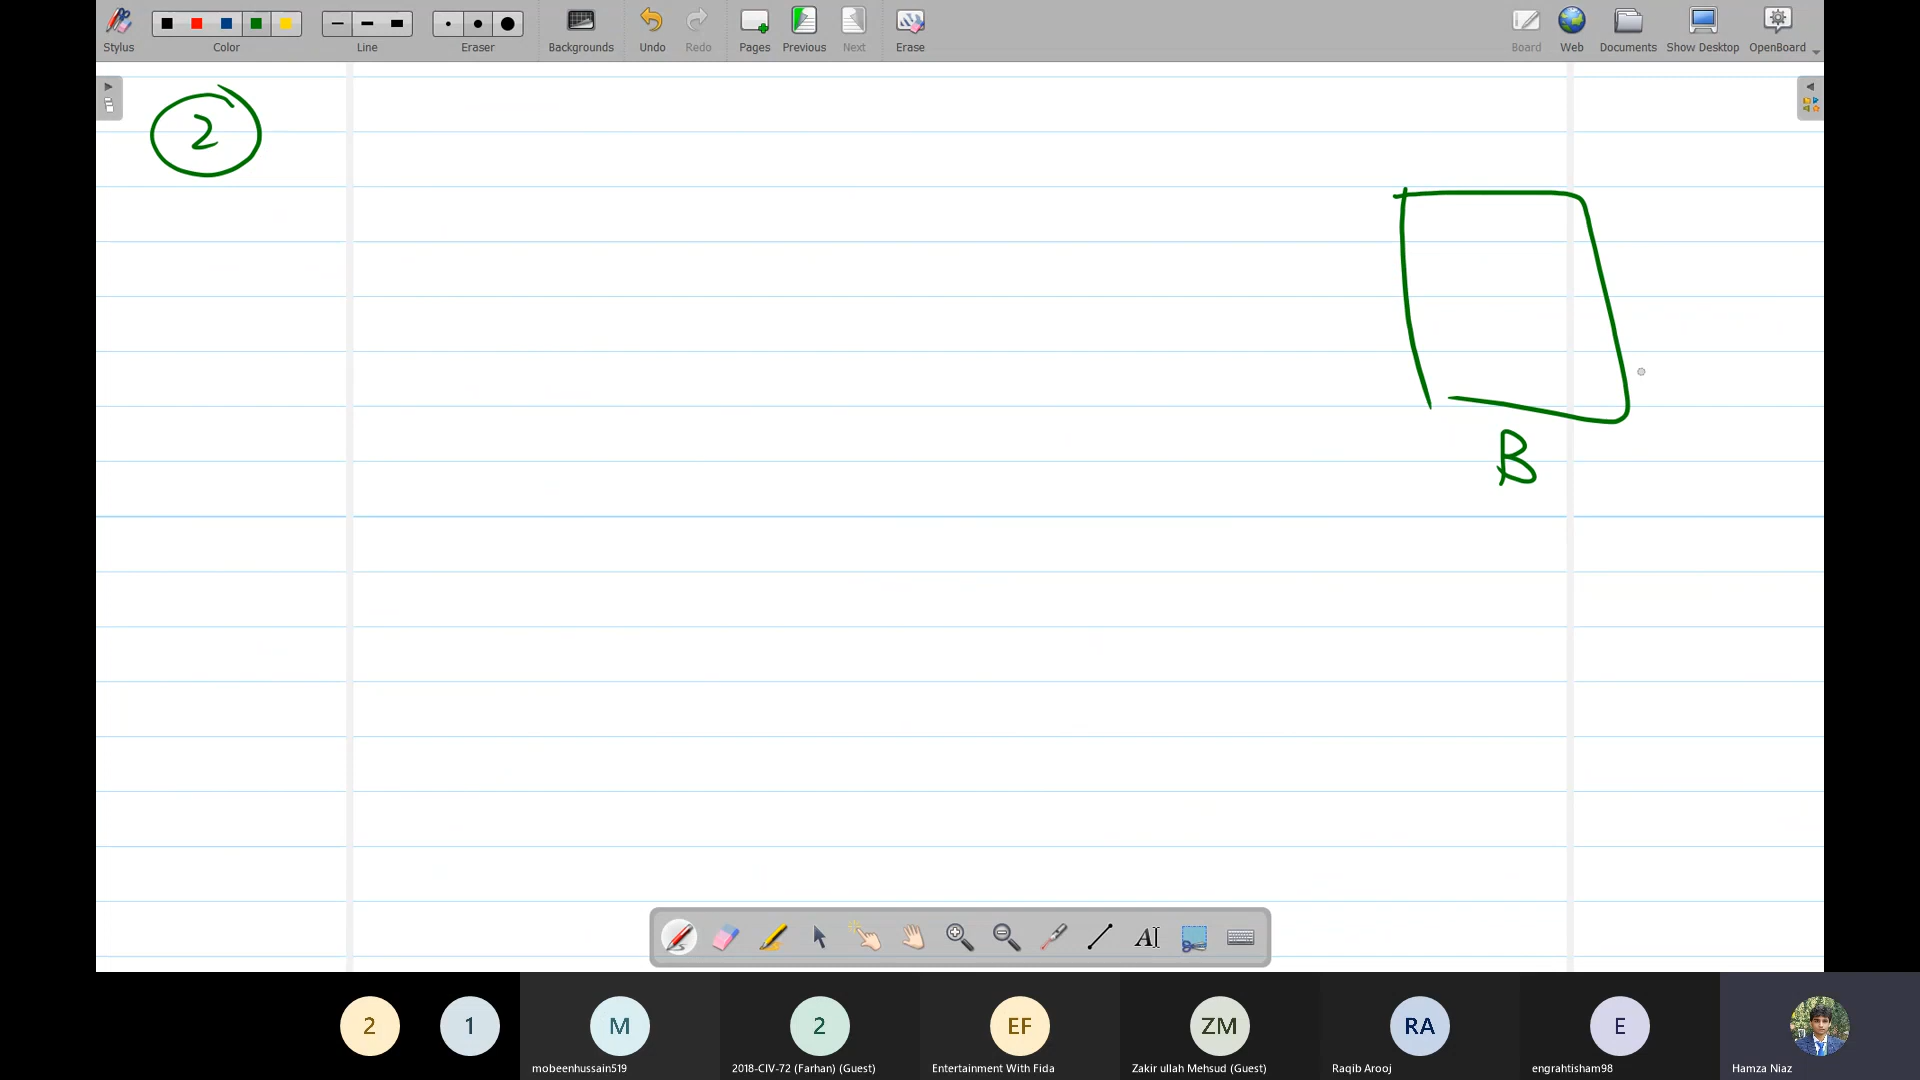 Stylus
Color
Line
Eraser
Backgrounds
Undo
Redo
Pages
Previous
Next
Erase
Board
Web
Documents
Show Desktop
OpenBoard
2
B
A
2
1
M
mobeenhussain519
2
2018-CIV-72 (Farhan) (Guest)
EF
Entertainment With Fida
ZM
Zakir ullah Mehsud (Guest)
RA
Raqib Arooj
E
engrahtisham98
Hamza Niaz